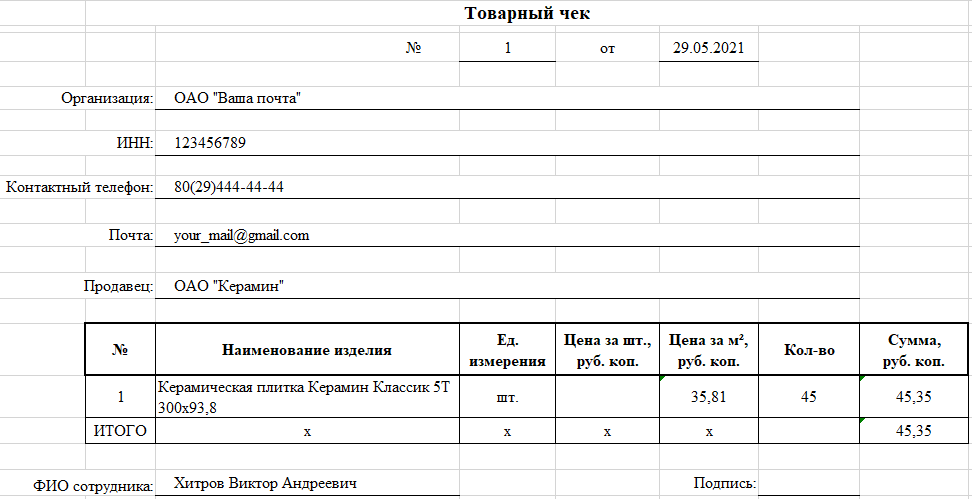 Товарный чек
№ 1 от 29.05.2021
Организация: ОАО "Ваша почта"
ИНН: 123456789
Контактный телефон: 80(29)444-44-44
Почта: your_mail@gmail.com
Продавец: ОАО "Керамин"
№ Наименование изделия Ед. измерения Цена за шт., руб. коп. Цена за м², руб. коп. Кол-во Сумма, руб. коп.
1 Керамическая плитка Керамин Классик 5Т 300x93,8 шт. 35,81 45 45,35
ИТОГО x x x x 45,35
ФИО сотрудника: Хитров Виктор Андреевич Подпись: